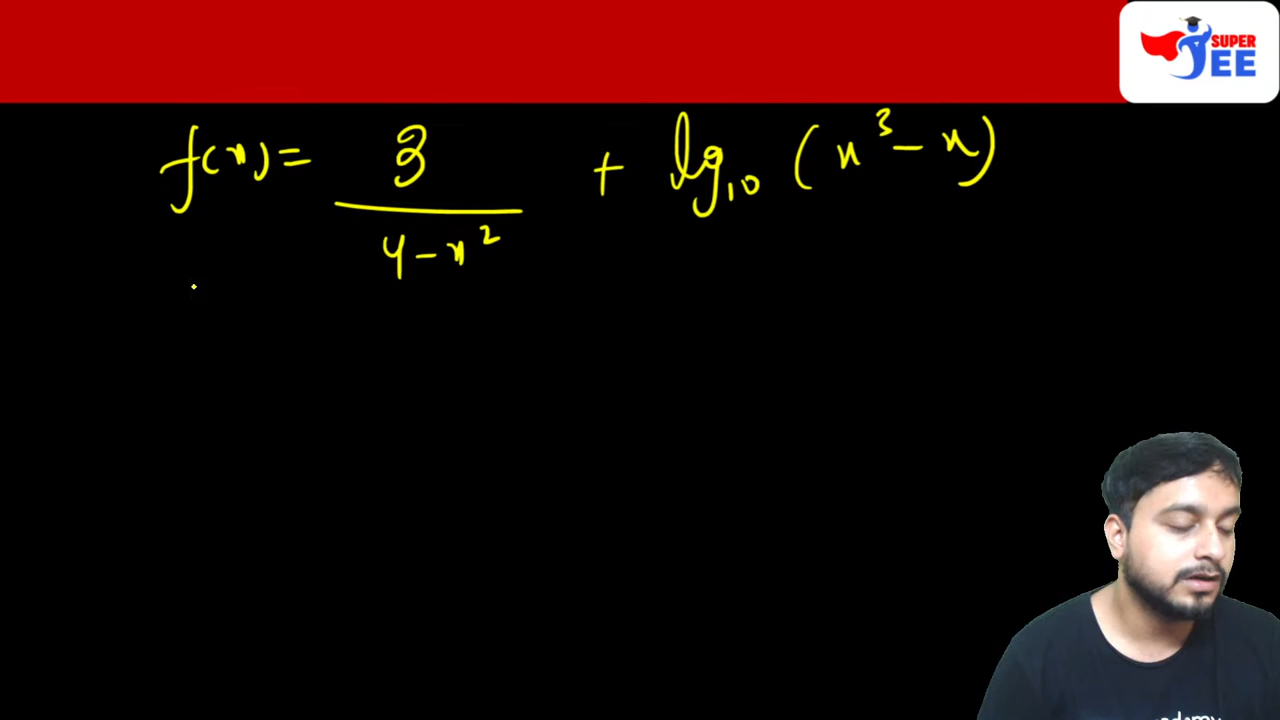 SUPER
JEE
f(x) = 3 / (4 - x²) + log₁₀ (x³ - x)